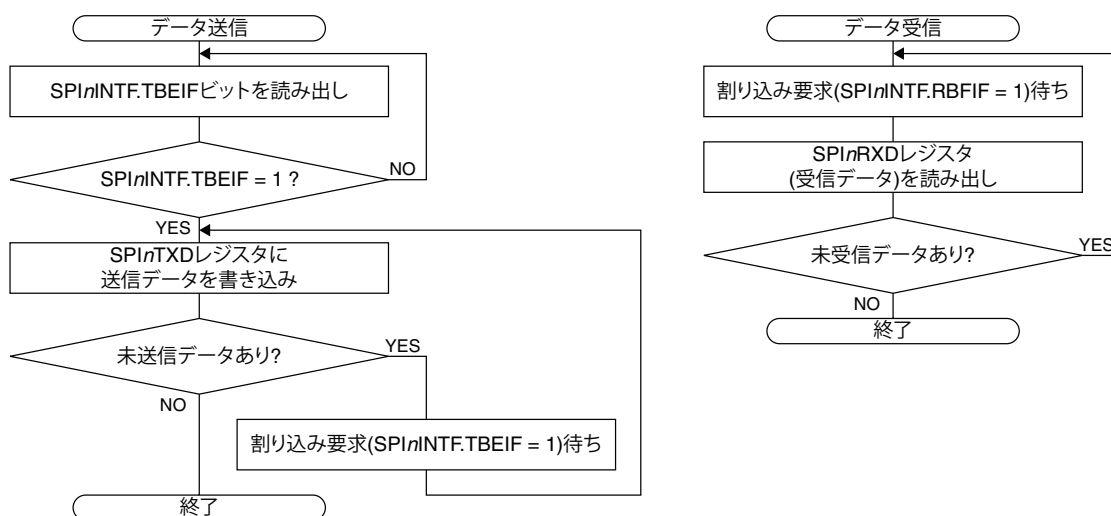 データ送信
SPInINTF.TBEIFビットを読み出し
SPInINTF.TBEIF = 1 ?
NO
YES
SPInTXDレジスタに
送信データを書き込み
未送信データあり?
YES
NO
割り込み要求(SPInINTF.TBEIF = 1)待ち
終了
データ受信
割り込み要求(SPInINTF.RBFIF = 1)待ち
SPInRXDレジスタ
(受信データ)を読み出し
未受信データあり?
YES
NO
終了